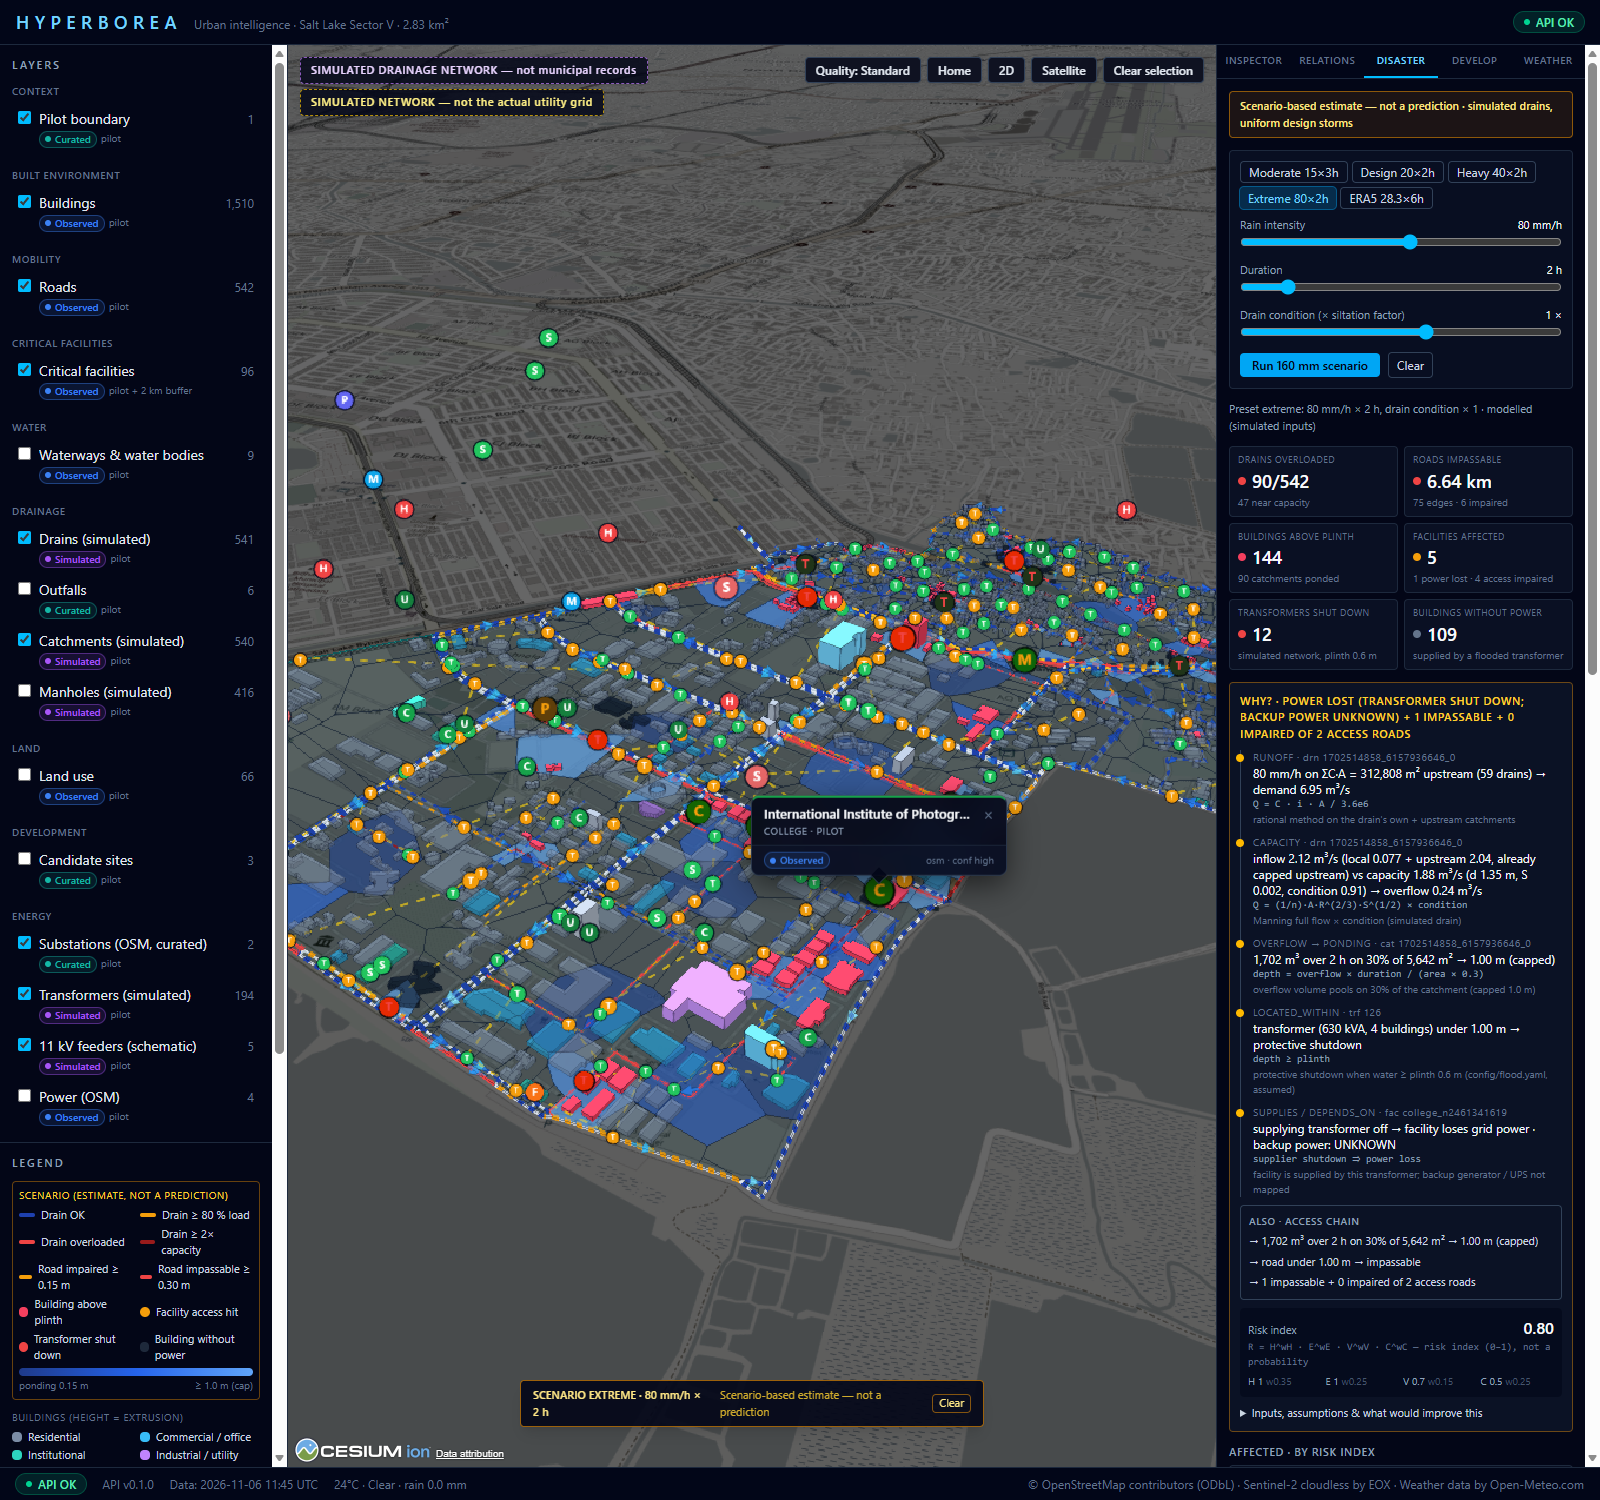 HYPERBOREA
Urban intelligence · Salt Lake Sector V · 2.83 km²
API OK
LAYERS
CONTEXT
Pilot boundary 1
Curated pilot
BUILT ENVIRONMENT
Buildings 1,510
Observed pilot
MOBILITY
Roads 542
Observed pilot
CRITICAL FACILITIES
Critical facilities 96
Observed pilot + 2 km buffer
WATER
Waterways & water bodies 9
Observed pilot
DRAINAGE
Drains (simulated) 541
Simulated pilot
Outfalls 6
Curated pilot
Catchments (simulated) 540
Simulated pilot
Manholes (simulated) 416
Simulated pilot
LAND
Land use 66
Observed pilot
DEVELOPMENT
Candidate sites 3
Curated pilot
ENERGY
Substations (OSM, curated) 2
Curated pilot
Transformers (simulated) 194
Simulated pilot
11 kV feeders (schematic) 5
Simulated pilot
Power (OSM) 4
Observed pilot
LEGEND
SCENARIO (ESTIMATE, NOT A PREDICTION)
Drain OK
Drain ≥ 80 % load
Drain overloaded
Drain ≥ 2×
capacity
Road impaired ≥
0.15 m
Road impassable ≥
0.30 m
Building above
plinth
Facility access hit
Transformer shut
down
Building without
power
ponding 0.15 m
≥ 1.0 m (cap)
BUILDINGS (HEIGHT = EXTRUSION)
Residential
Commercial / office
Institutional
Industrial / utility
SIMULATED DRAINAGE NETWORK — not municipal records
SIMULATED NETWORK — not the actual utility grid
Quality: Standard
Home
2D
Satellite
Clear selection
International Institute of Photogr... ×
COLLEGE · PILOT
Observed
osm · conf high
SCENARIO EXTREME · 80 mm/h ×
2 h
Scenario-based estimate — not a
prediction
Clear
CESIUM ion
Data attribution
INSPECTOR
RELATIONS
DISASTER
DEVELOP
WEATHER
Scenario-based estimate — not a prediction · simulated drains,
uniform design storms
Moderate 15×3h
Design 20×2h
Heavy 40×2h
Extreme 80×2h
ERA5 28.3×6h
Rain intensity 80 mm/h
Duration 2 h
Drain condition (× siltation factor) 1 ×
Run 160 mm scenario
Clear
Preset extreme: 80 mm/h × 2 h, drain condition × 1 · modelled
(simulated inputs)
DRAINS OVERLOADED
90/542
47 near capacity
ROADS IMPASSABLE
6.64 km
75 edges · 6 impaired
BUILDINGS ABOVE PLINTH
144
90 catchments ponded
FACILITIES AFFECTED
5
1 power lost · 4 access impaired
TRANSFORMERS SHUT DOWN
12
simulated network, plinth 0.6 m
BUILDINGS WITHOUT POWER
109
supplied by a flooded transformer
WHY? · POWER LOST (TRANSFORMER SHUT DOWN;
BACKUP POWER UNKNOWN) + 1 IMPASSABLE + 0
IMPAIRED OF 2 ACCESS ROADS
RUNOFF · drn 1702514858_6157936646_0
80 mm/h on ΣC·A = 312,808 m² upstream (59 drains) →
demand 6.95 m³/s
Q = C · i · A / 3.6e6
rational method on the drain's own + upstream catchments
CAPACITY · drn 1702514858_6157936646_0
inflow 2.12 m³/s (local 0.077 + upstream 2.04, already
capped upstream) vs capacity 1.88 m³/s (d 1.35 m, S
0.002, condition 0.91) → overflow 0.24 m³/s
Q = (1/n)·A·R^(2/3)·S^(1/2) × condition
Manning full flow × condition (simulated drain)
OVERFLOW → PONDING · cat 1702514858_6157936646_0
1,702 m³ over 2 h on 30% of 5,642 m² → 1.00 m (capped)
depth = overflow × duration / (area × 0.3)
overflow volume pools on 30% of the catchment (capped 1.0 m)
LOCATED_WITHIN · trf 126
transformer (630 kVA, 4 buildings) under 1.00 m →
protective shutdown
depth ≥ plinth
protective shutdown when water ≥ plinth 0.6 m (config/flood.yaml,
assumed)
SUPPLIES / DEPENDS_ON · fac college_n2461341619
supplying transformer off → facility loses grid power ·
backup power: UNKNOWN
supplier shutdown ⇒ power loss
facility is supplied by this transformer; backup generator / UPS not
mapped
ALSO · ACCESS CHAIN
→ 1,702 m³ over 2 h on 30% of 5,642 m² → 1.00 m (capped)
→ road under 1.00 m → impassable
→ 1 impassable + 0 impaired of 2 access roads
Risk index 0.80
R = H^wH · E^wE · V^wV · C^wC — risk index (0–1), not a
probability
H 1 w0.35
E 1 w0.25
V 0.7 w0.15
C 0.5 w0.25
Inputs, assumptions & what would improve this
AFFECTED · BY RISK INDEX
API OK
API v0.1.0
Data: 2026-11-06 11:45 UTC
24°C · Clear · rain 0.0 mm
© OpenStreetMap contributors (ODbL) · Sentinel-2 cloudless by EOX · Weather data by Open-Meteo.com